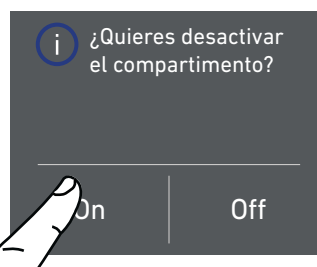 i
¿Quieres desactivar
el compartimento?
On
Off